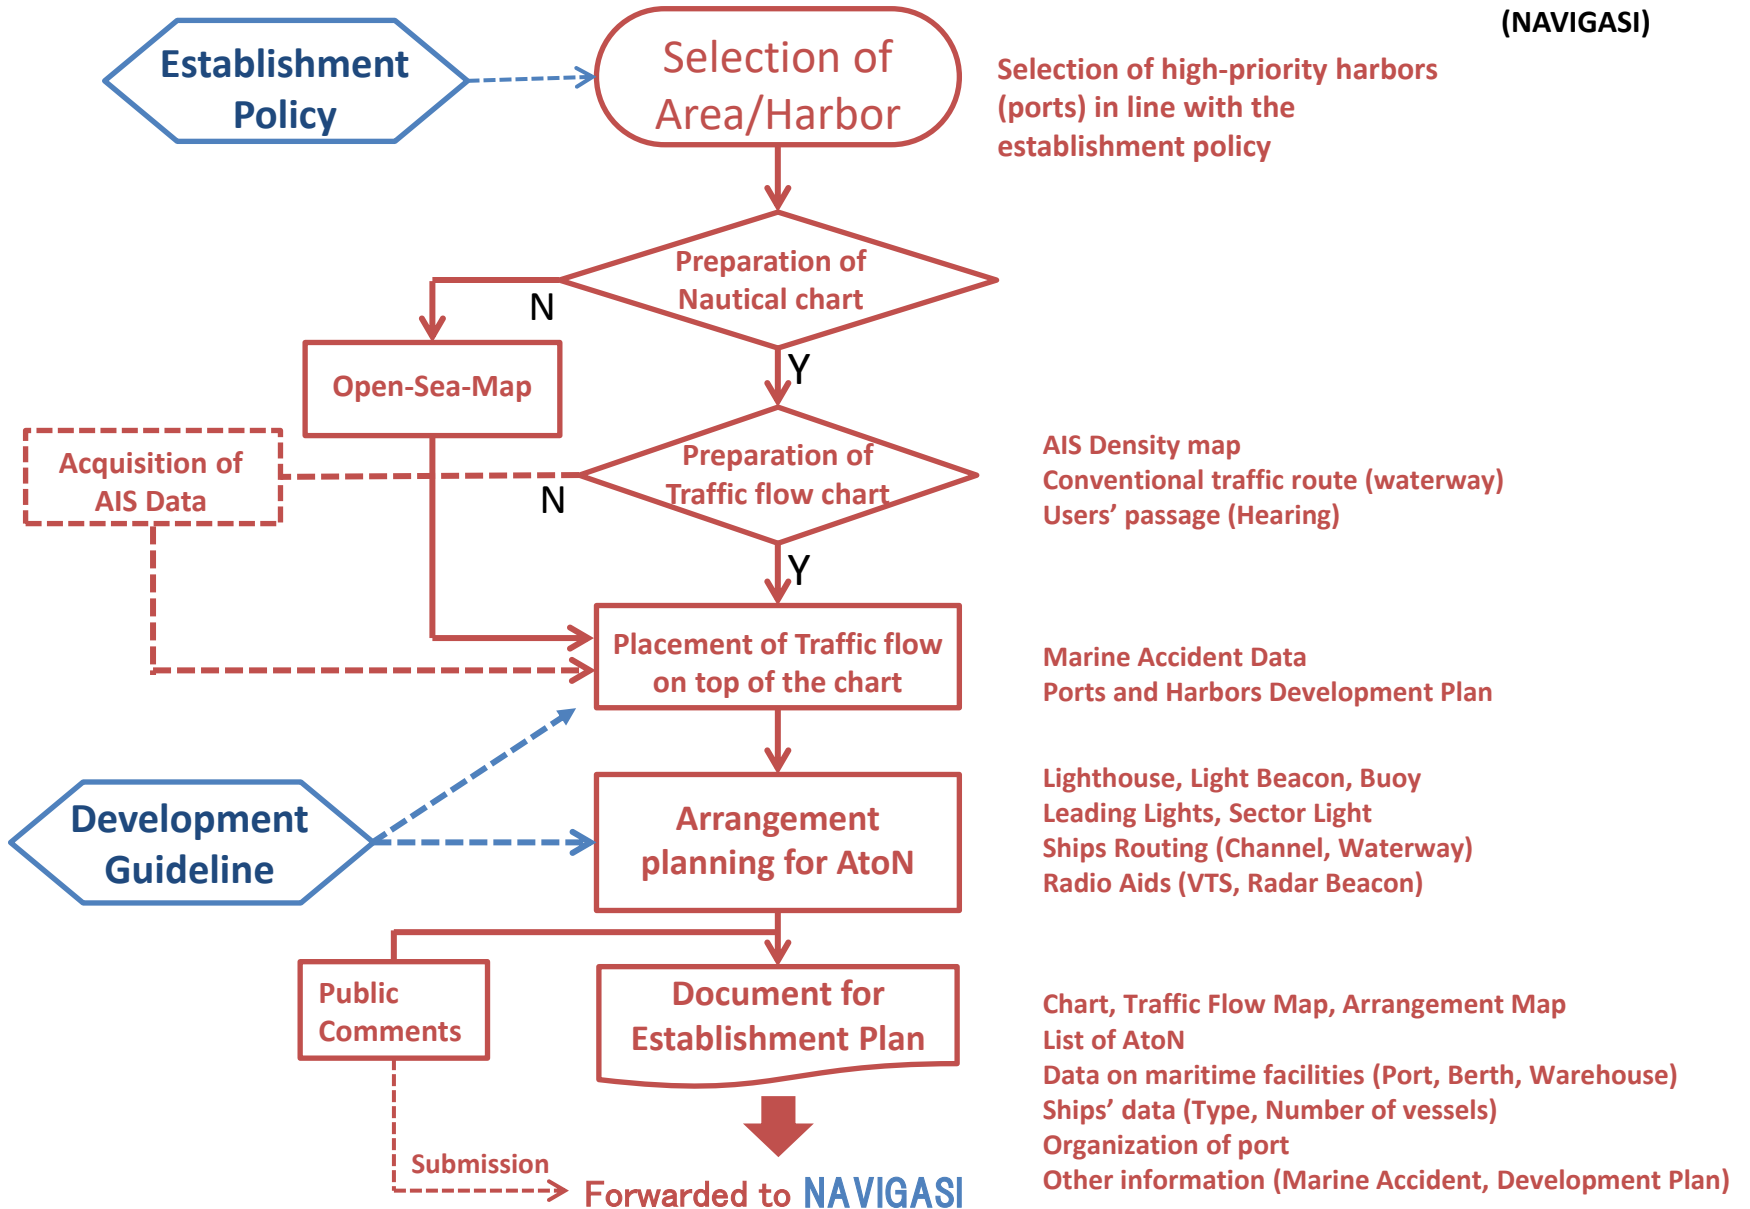 (NAVIGASI)
Establishment
Policy
Selection of
Area/Harbor
Selection of high-priority harbors
(ports) in line with the
establishment policy
Preparation of
Nautical chart
N
Y
Open-Sea-Map
Acquisition of
AIS Data
Preparation of
Traffic flow chart
N
Y
AIS Density map
Conventional traffic route (waterway)
Users’ passage (Hearing)
Placement of Traffic flow
on top of the chart
Marine Accident Data
Ports and Harbors Development Plan
Development
Guideline
Arrangement
planning for AtoN
Lighthouse, Light Beacon, Buoy
Leading Lights, Sector Light
Ships Routing (Channel, Waterway)
Radio Aids (VTS, Radar Beacon)
Public
Comments
Document for
Establishment Plan
Chart, Traffic Flow Map, Arrangement Map
List of AtoN
Data on maritime facilities (Port, Berth, Warehouse)
Ships’ data (Type, Number of vessels)
Organization of port
Other information (Marine Accident, Development Plan)
Submission
Forwarded to NAVIGASI